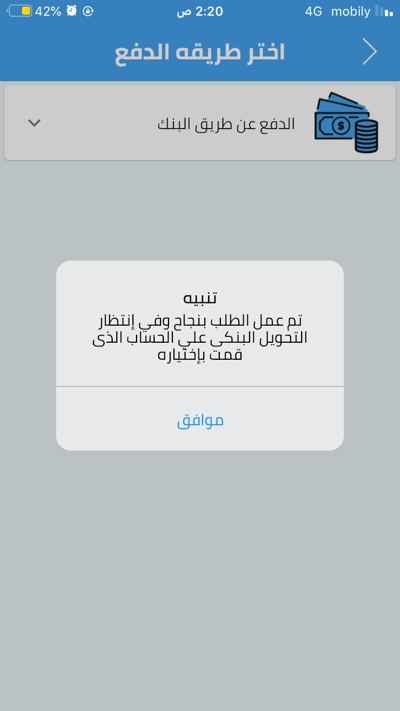 42% 2:20 ص 4G mobily
اختر طريقه الدفع
الدفع عن طريق البنك
تنبيه
تم عمل الطلب بنجاح وفي إنتظار
التحويل البنكى علي الحساب الذى
قمت بإختياره
موافق